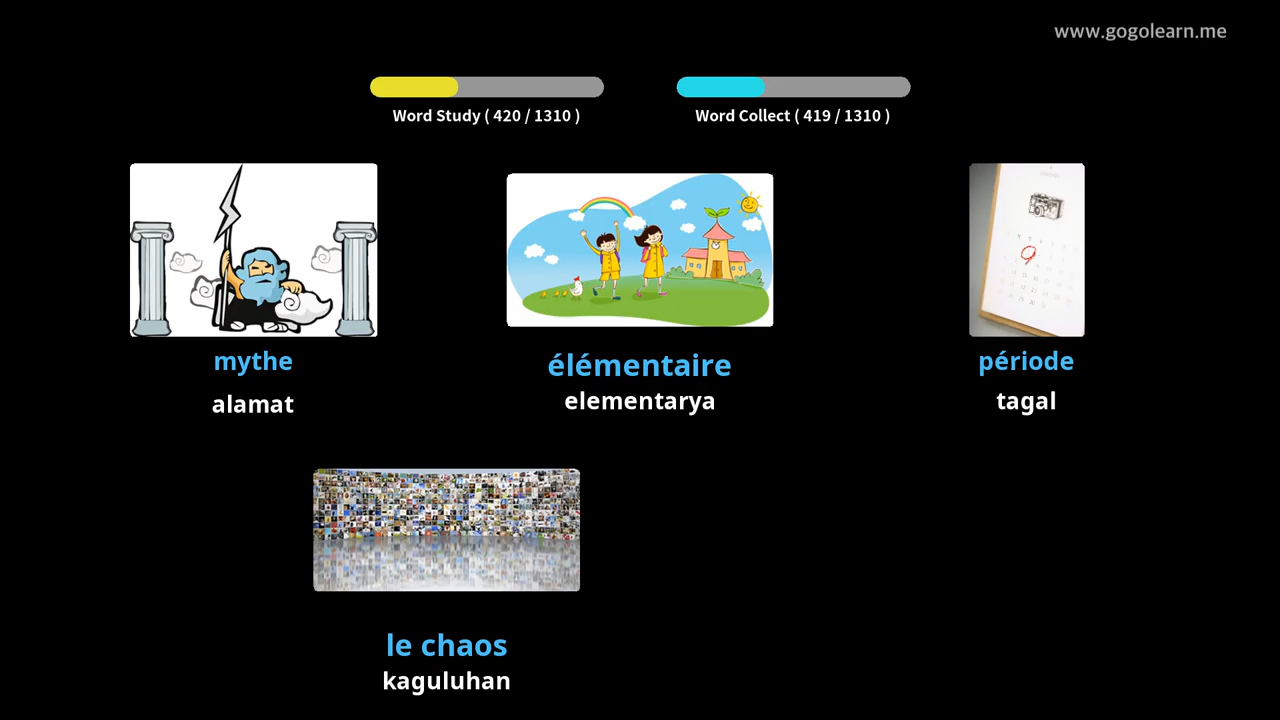 www.gogolearn.me
Word Study ( 420 / 1310 )
Word Collect ( 419 / 1310 )
mythe
alamat
élémentaire
elementarya
période
tagal
le chaos
kaguluhan